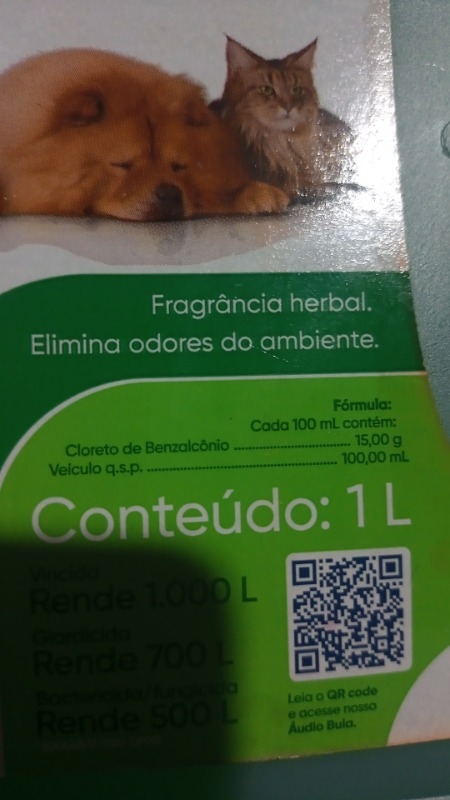 Fragrância herbal.
Elimina odores do ambiente.
Fórmula:
Cada 100 mL contém:
Cloreto de Benzalcônio ................................ 15,00 g
Veículo q.s.p. .................................................... 100,00 mL
Conteúdo: 1 L
Viricida
Rende 1.000 L
Giardicida
Rende 700 L
Bactericida/fungicida
Rende 500 L
Leia o QR code
e acesse nossa
Áudio Bula.